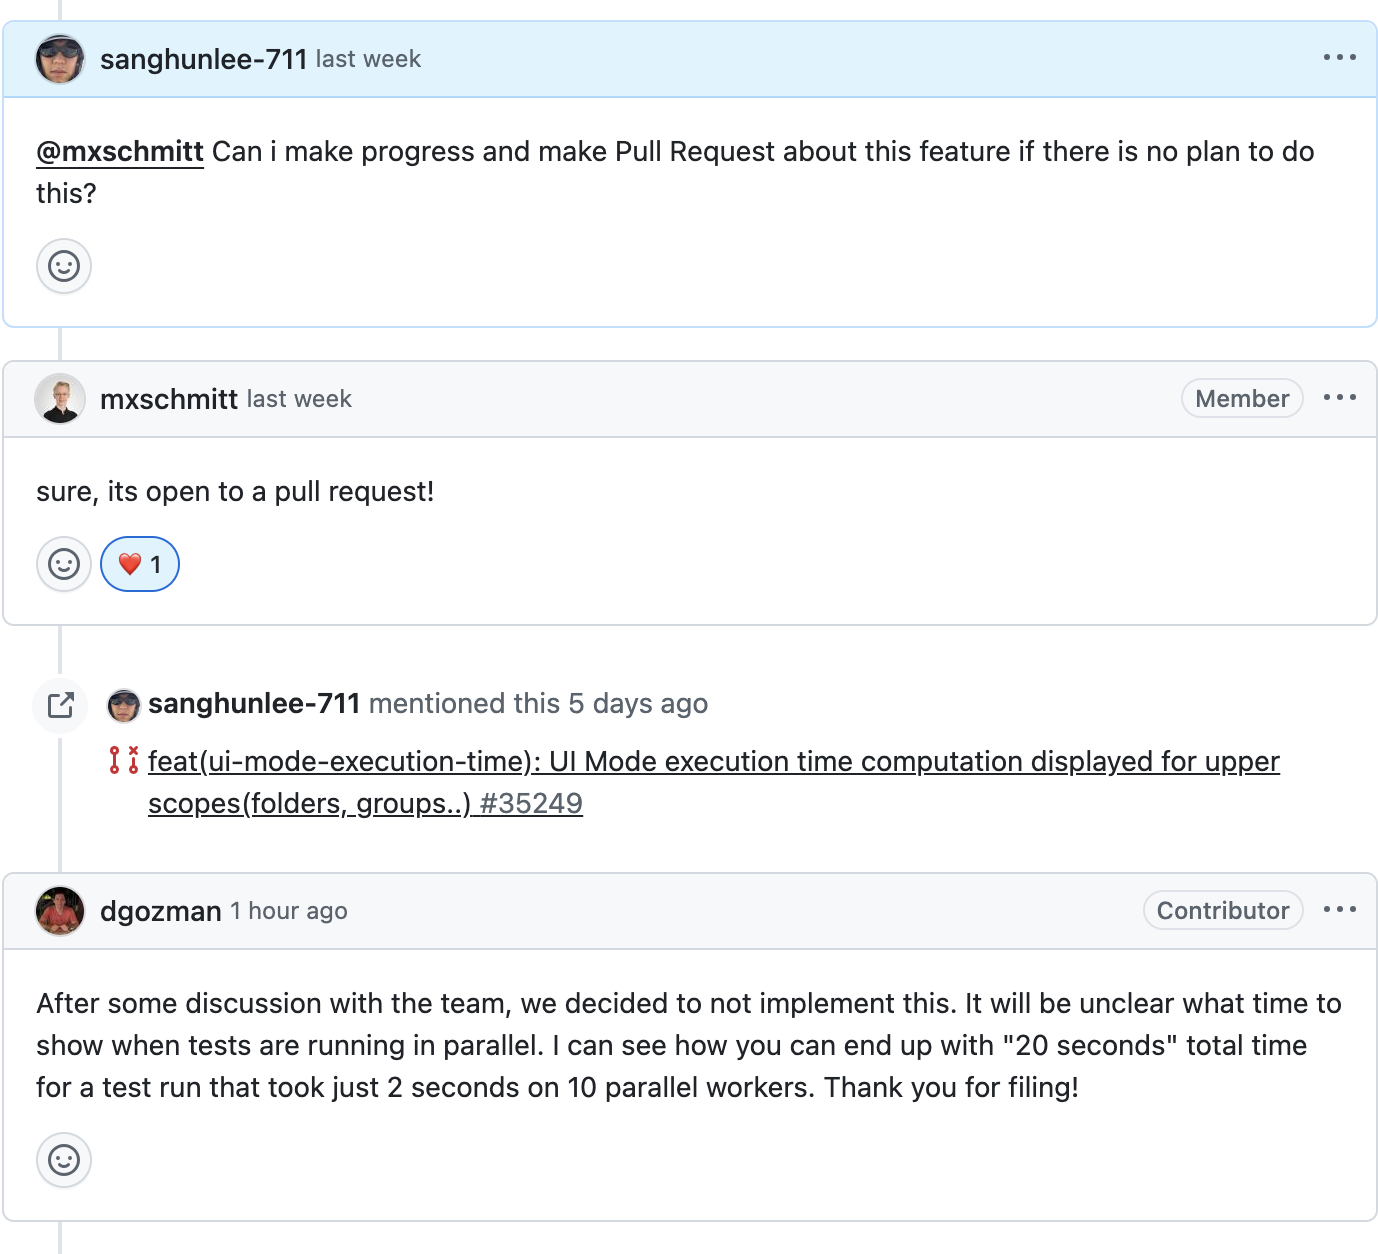 sanghunlee-711 last week
@mxschmitt Can i make progress and make Pull Request about this feature if there is no plan to do
this?
mxschmitt last week Member
sure, its open to a pull request!
❤️ 1
sanghunlee-711 mentioned this 5 days ago
feat(ui-mode-execution-time): UI Mode execution time computation displayed for upper
scopes(folders, groups..) #35249
dgozman 1 hour ago Contributor
After some discussion with the team, we decided to not implement this. It will be unclear what time to
show when tests are running in parallel. I can see how you can end up with "20 seconds" total time
for a test run that took just 2 seconds on 10 parallel workers. Thank you for filing!